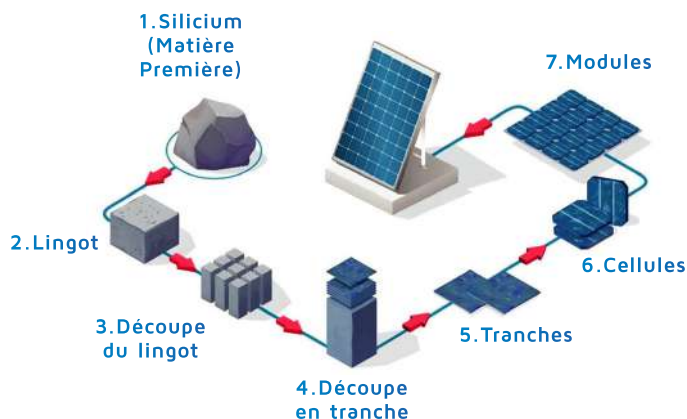 1.Silicium
(Matière
Première)
2.Lingot
3.Découpe
du lingot
4.Découpe
en tranche
5.Tranches
6.Cellules
7.Modules